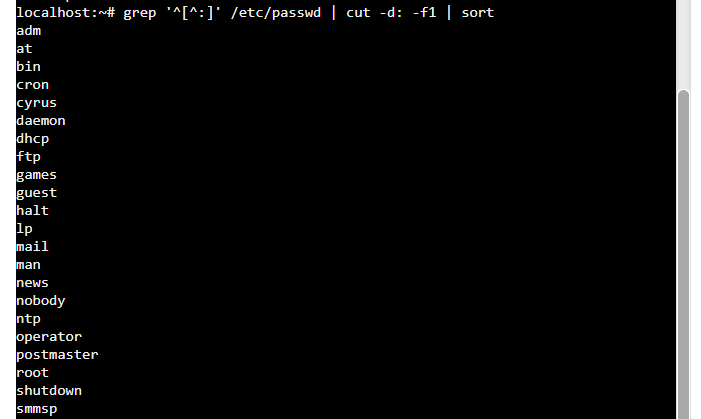 localhost:~# grep '^[^:]' /etc/passwd | cut -d: -f1 | sort
adm
at
bin
cron
cyrus
daemon
dhcp
ftp
games
guest
halt
lp
mail
man
news
nobody
ntp
operator
postmaster
root
shutdown
smmsp